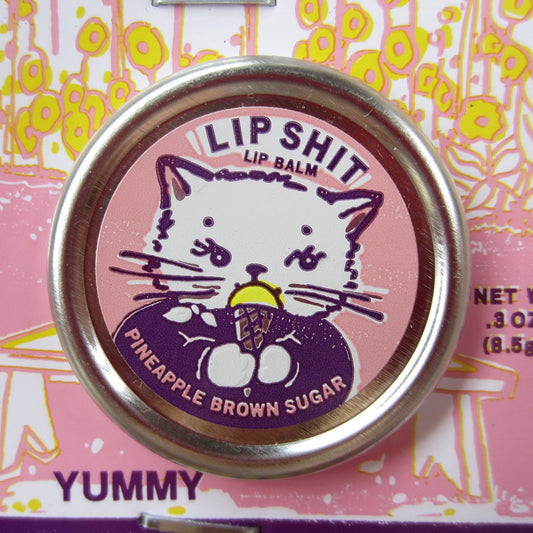 LIP SHIT
LIP BALM
PINEAPPLE BROWN SUGAR
NET
.3 OZ
(8.5g
YUMMY